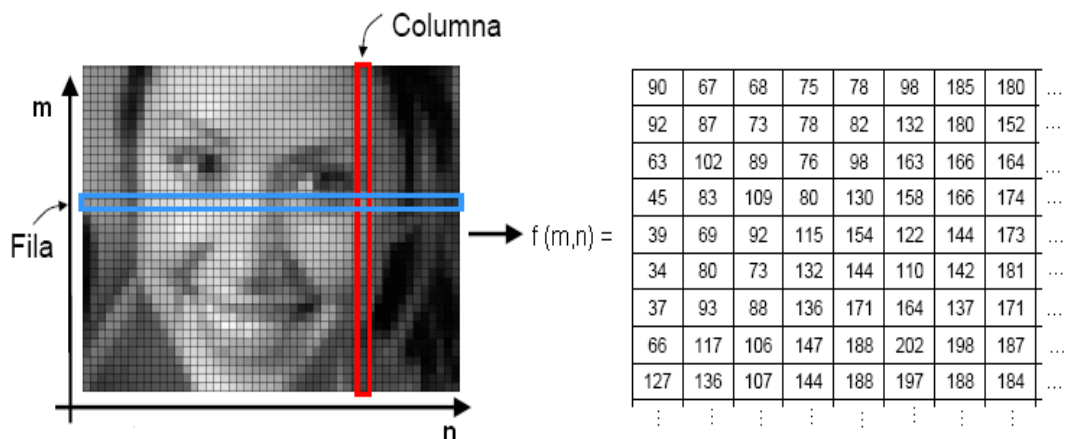 Columna
m
Fila
n
f (m,n) =
90 67 68 75 78 98 185 180 ...
92 87 73 78 82 132 180 152 ...
63 102 89 76 98 163 166 164 ...
45 83 109 80 130 158 166 174 ...
39 69 92 115 154 122 144 173 ...
34 80 73 132 144 110 142 181 ...
37 93 88 136 171 164 137 171 ...
66 117 106 147 188 202 198 187 ...
127 136 107 144 188 197 188 184 ...
⋮ ⋮ ⋮ ⋮ ⋮ ⋮ ⋮ ⋮